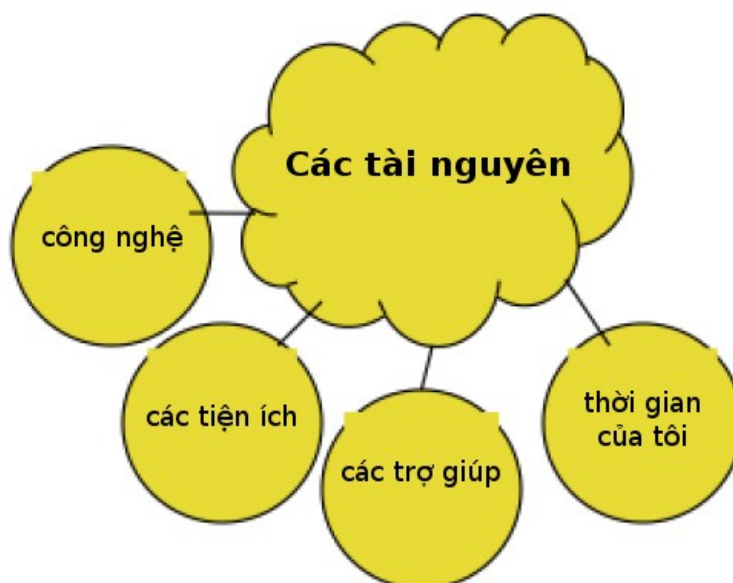 Các tài nguyên
công nghệ
các tiện ích
các trợ giúp
thời gian
của tôi